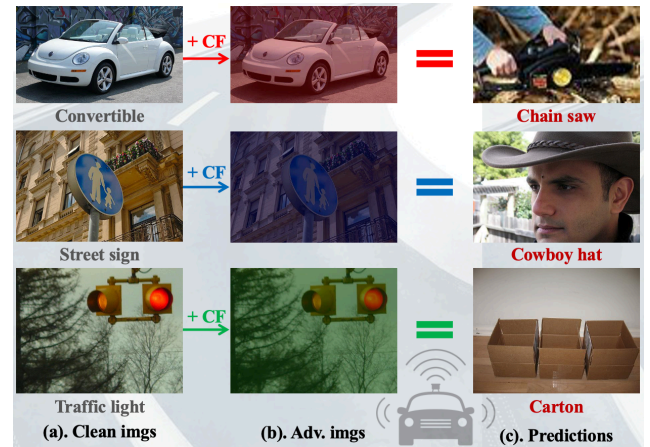 + CF
Convertible
Chain saw
+ CF
Street sign
Cowboy hat
+ CF
Traffic light
Carton
(a). Clean imgs
(b). Adv. imgs
(c). Predictions